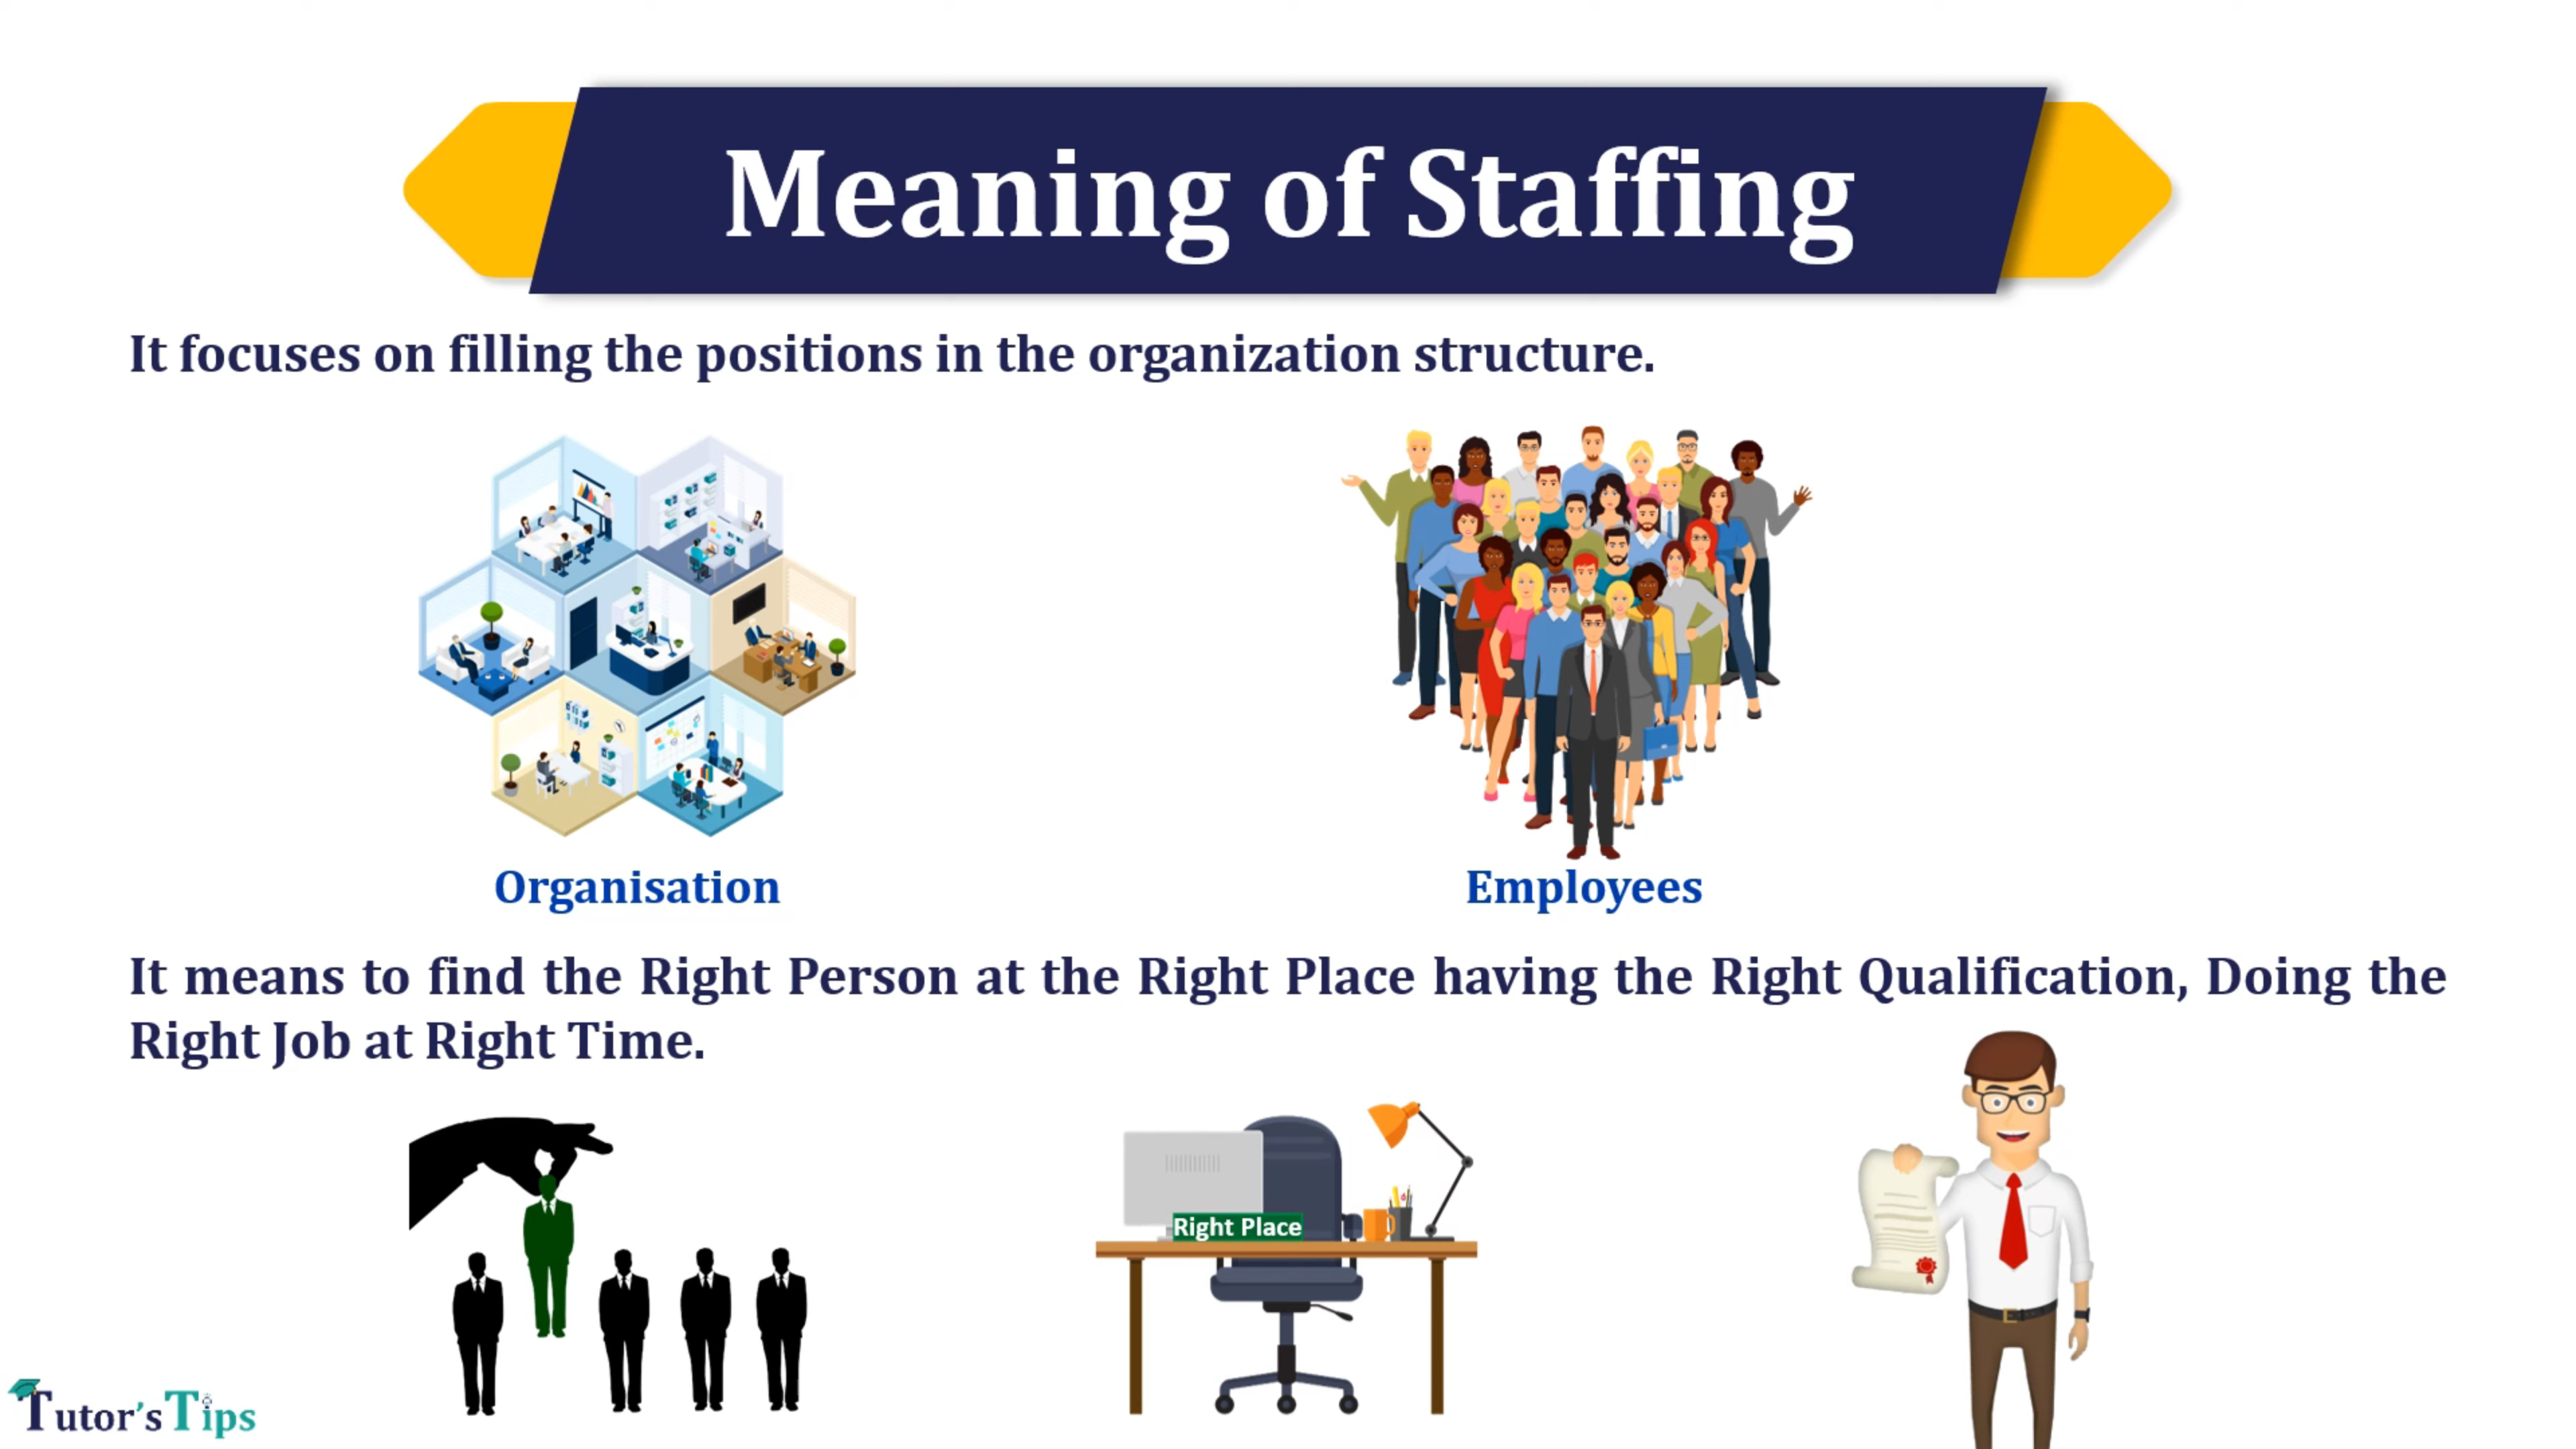 Meaning of Staffing
It focuses on filling the positions in the organization structure.
Organisation
Employees
It means to find the Right Person at the Right Place having the Right Qualification, Doing the
Right Job at Right Time.
Right Place
Tutor's Tips